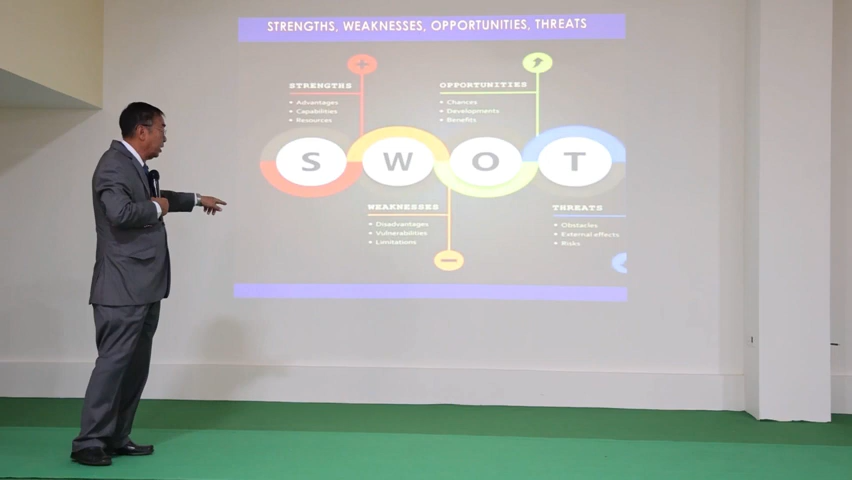 STRENGTHS, WEAKNESSES, OPPORTUNITIES, THREATS
STRENGTHS
• Advantages
• Capabilities
• Resources
OPPORTUNITIES
• Chances
• Developments
• Benefits
S W O T
WEAKNESSES
• Disadvantages
• Vulnerabilities
• Limitations
THREATS
• Obstacles
• External effects
• Risks